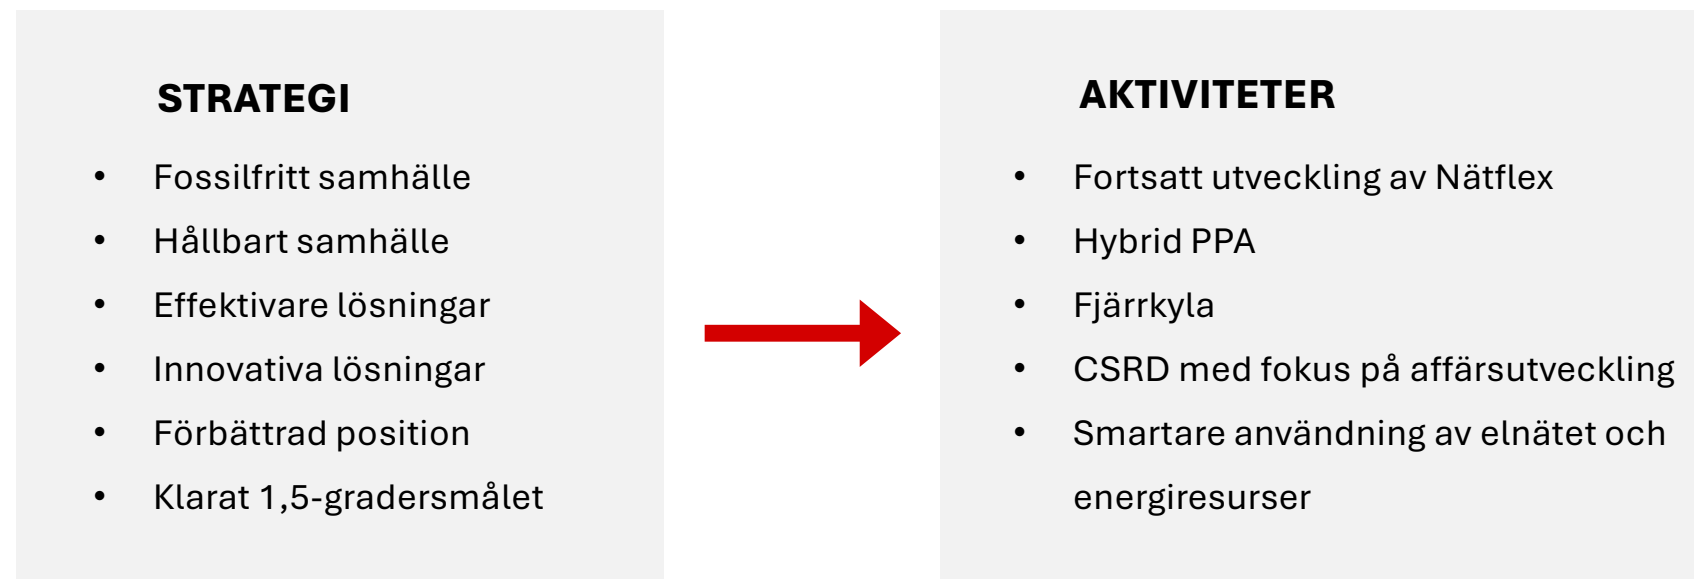 STRATEGI
• Fossilfritt samhälle
• Hållbart samhälle
• Effektivare lösningar
• Innovativa lösningar
• Förbättrad position
• Klarat 1,5-gradersmålet
AKTIVITETER
• Fortsatt utveckling av Nätflex
• Hybrid PPA
• Fjärrkyla
• CSRD med fokus på affärsutveckling
• Smartare användning av elnätet och
energiresurser